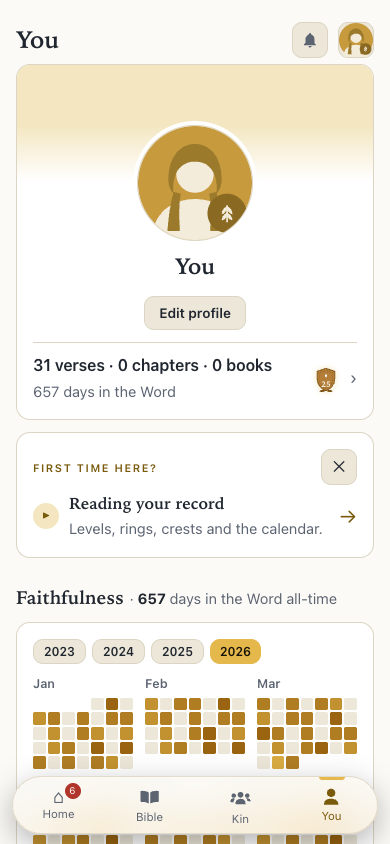 You
You
Edit profile
31 verses · 0 chapters · 0 books
657 days in the Word
25
FIRST TIME HERE?
Reading your record
Levels, rings, crests and the calendar.
Faithfulness · 657 days in the Word all-time
2023 2024 2025 2026
Jan Feb Mar
6
Home Bible Kin You